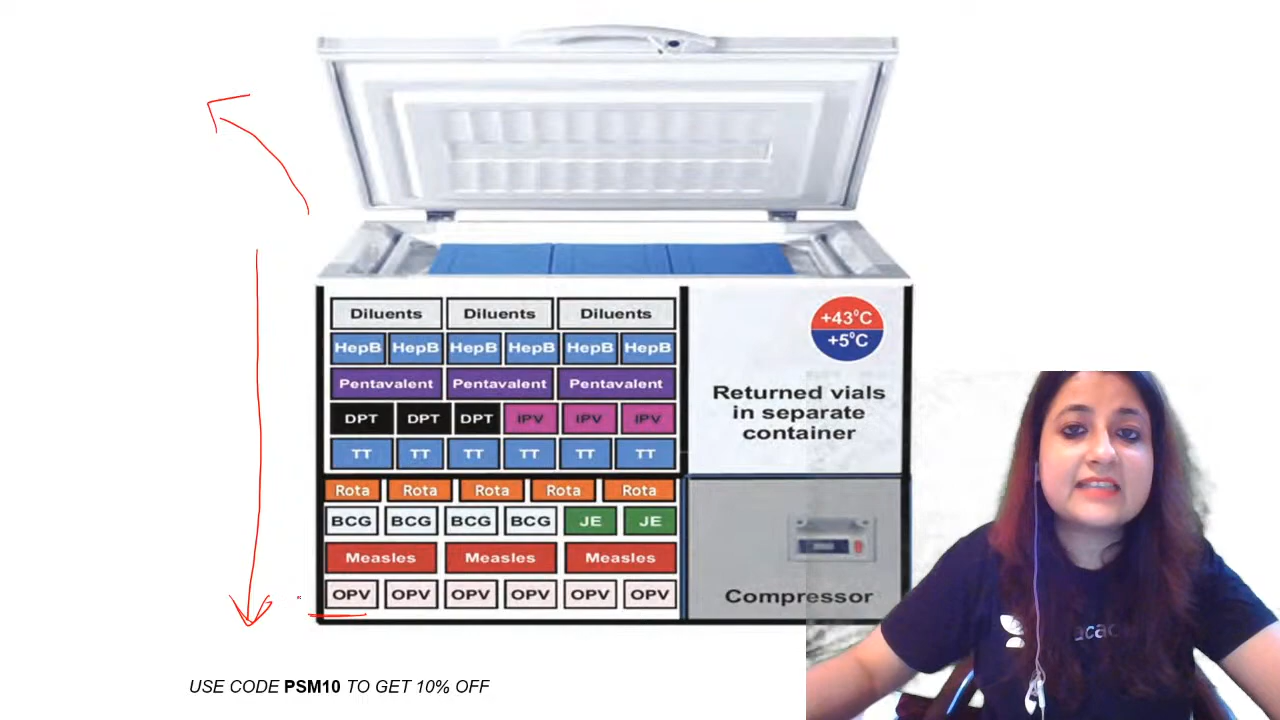 Diluents Diluents Diluents
HepB HepB HepB HepB HepB HepB
Pentavalent Pentavalent Pentavalent
DPT DPT DPT IPV IPV IPV
TT TT TT TT TT TT
Rota Rota Rota Rota Rota
BCG BCG BCG BCG JE JE
Measles Measles Measles
OPV OPV OPV OPV OPV OPV
+43°C
+5°C
Returned vials
in separate
container
Compressor
USE CODE PSM10 TO GET 10% OFF